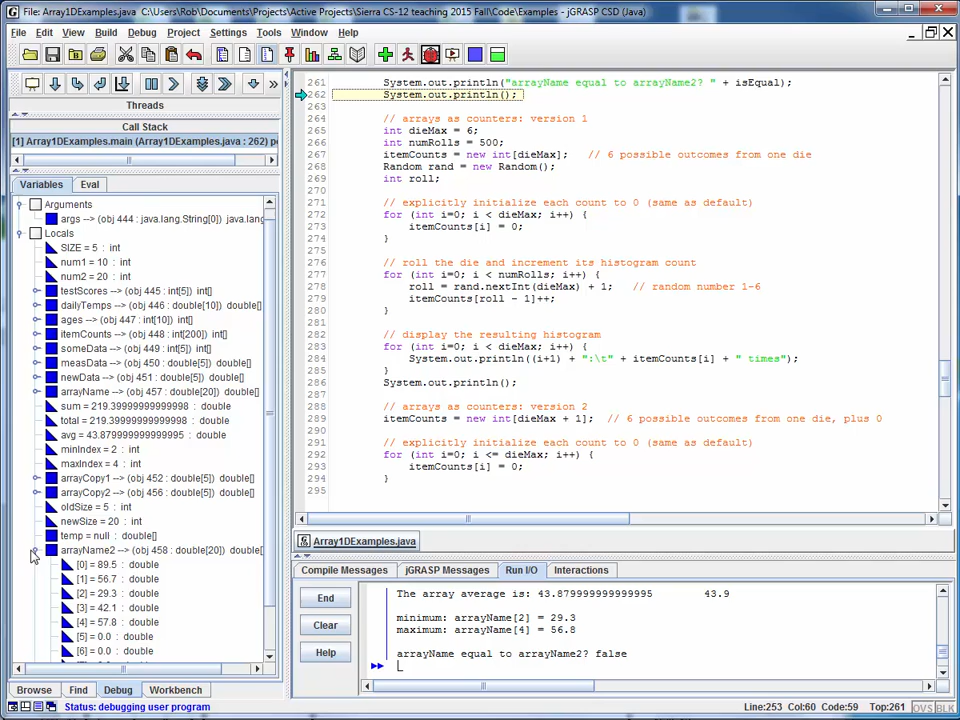 File: Array1DExamples.java C:\Users\Rob\Documents\Projects\Active Projects\Sierra CS-12 teaching 2015 Fall\Code\Examples - jGRASP CSD (Java)
File Edit View Build Debug Project Settings Tools Window Help
Threads
Call Stack
[1] Array1DExamples.main (Array1DExamples.java : 262) p
Variables Eval
Arguments
args --> (obj 444 : java.lang.String[0]) java.lang
Locals
SIZE = 5 : int
num1 = 10 : int
num2 = 20 : int
testScores --> (obj 445 : int[5]) int[]
dailyTemps --> (obj 446 : double[10]) double[]
ages --> (obj 447 : int[10]) int[]
itemCounts --> (obj 448 : int[200]) int[]
someData --> (obj 449 : int[5]) int[]
measData --> (obj 450 : double[5]) double[]
newData --> (obj 451 : double[5]) double[]
arrayName --> (obj 457 : double[20]) double[]
sum = 219.39999999999998 : double
total = 219.39999999999998 : double
avg = 43.879999999999995 : double
minIndex = 2 : int
maxIndex = 4 : int
arrayCopy1 --> (obj 452 : double[5]) double[]
arrayCopy2 --> (obj 456 : double[5]) double[]
oldSize = 5 : int
newSize = 20 : int
temp = null : double[]
arrayName2 --> (obj 458 : double[20]) double[
[0] = 89.5 : double
[1] = 56.7 : double
[2] = 29.3 : double
[3] = 42.1 : double
[4] = 57.8 : double
[5] = 0.0 : double
[6] = 0.0 : double
Browse Find Debug Workbench
261 System.out.println("arrayName equal to arrayName2? " + isEqual);
262 System.out.println();
263
264 // arrays as counters: version 1
265 int dieMax = 6;
266 int numRolls = 500;
267 itemCounts = new int[dieMax]; // 6 possible outcomes from one die
268 Random rand = new Random();
269 int roll;
270
271 // explicitly initialize each count to 0 (same as default)
272 for (int i=0; i < dieMax; i++) {
273 itemCounts[i] = 0;
274 }
275
276 // roll the die and increment its histogram count
277 for (int i=0; i < numRolls; i++) {
278 roll = rand.nextInt(dieMax) + 1; // random number 1-6
279 itemCounts[roll - 1]++;
280 }
281
282 // display the resulting histogram
283 for (int i=0; i < dieMax; i++) {
284 System.out.println((i+1) + ":\t" + itemCounts[i] + " times");
285 }
286 System.out.println();
287
288 // arrays as counters: version 2
289 itemCounts = new int[dieMax + 1]; // 6 possible outcomes from one die, plus 0
290
291 // explicitly initialize each count to 0 (same as default)
292 for (int i=0; i <= dieMax; i++) {
293 itemCounts[i] = 0;
294 }
295
Array1DExamples.java
Compile Messages jGRASP Messages Run I/O Interactions
End
Clear
Help
The array average is: 43.879999999999995 43.9
minimum: arrayName[2] = 29.3
maximum: arrayName[4] = 56.8
arrayName equal to arrayName2? false
Status: debugging user program
Line:253 Col:60 Code:59 Top:261 OVS BLK